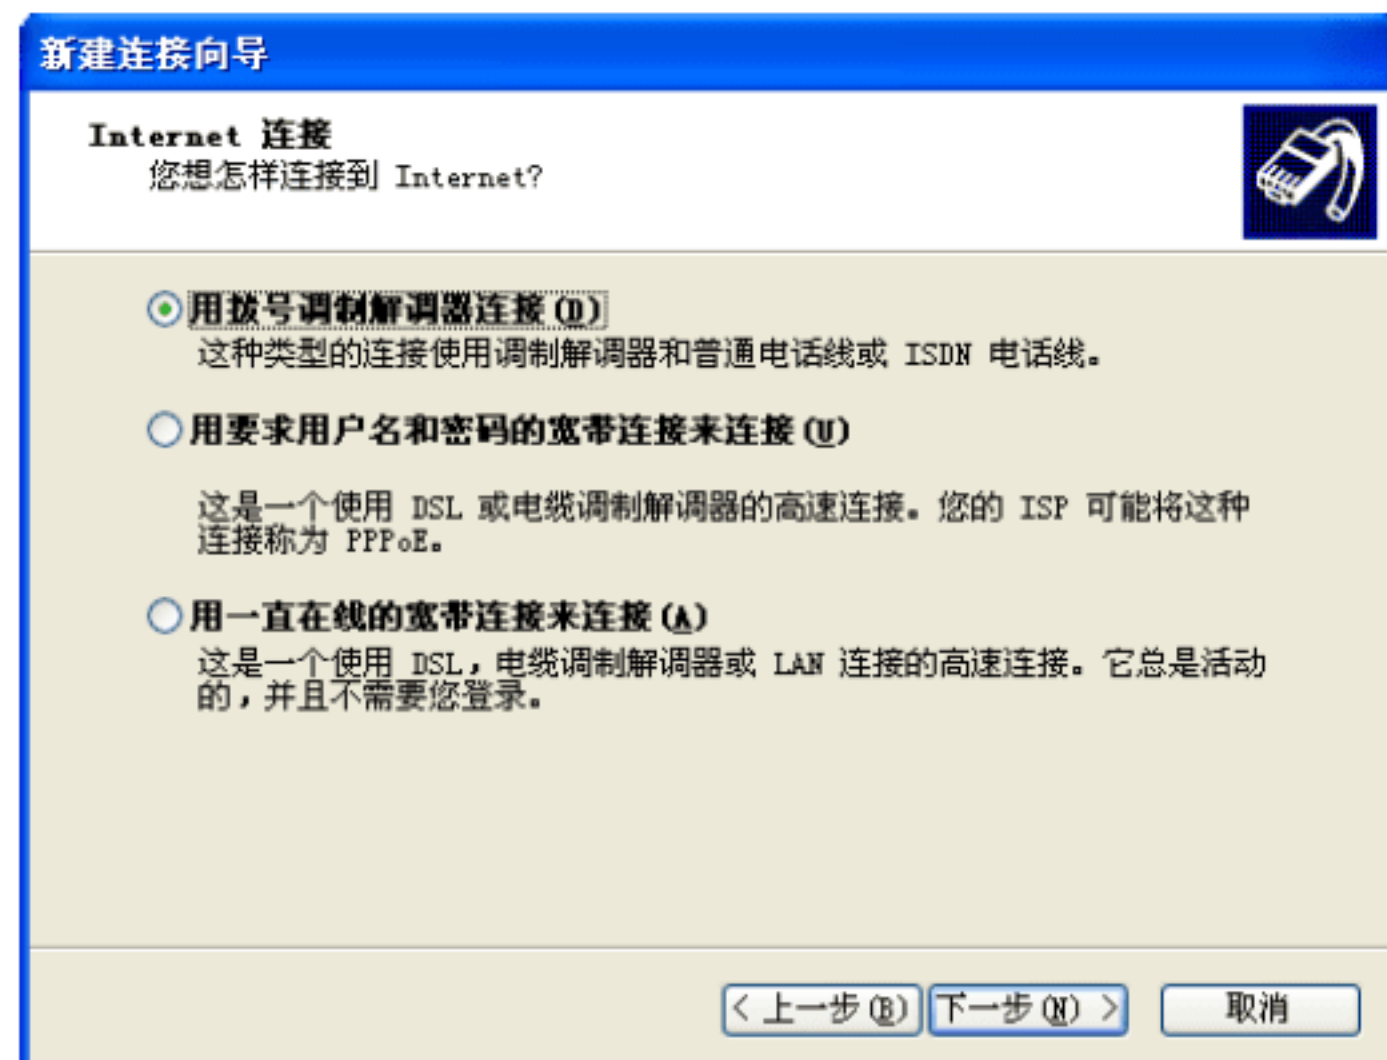 新建连接向导
Internet 连接
您想怎样连接到 Internet?
用拨号调制解调器连接(D)
这种类型的连接使用调制解调器和普通电话线或 ISDN 电话线。
用要求用户名和密码的宽带连接来连接(U)
这是一个使用 DSL 或电缆调制解调器的高速连接。您的 ISP 可能将这种
连接称为 PPPoE。
用一直在线的宽带连接来连接(A)
这是一个使用 DSL，电缆调制解调器或 LAN 连接的高速连接。它总是活动
的，并且不需要您登录。
< 上一步(B) 下一步(N) > 取消